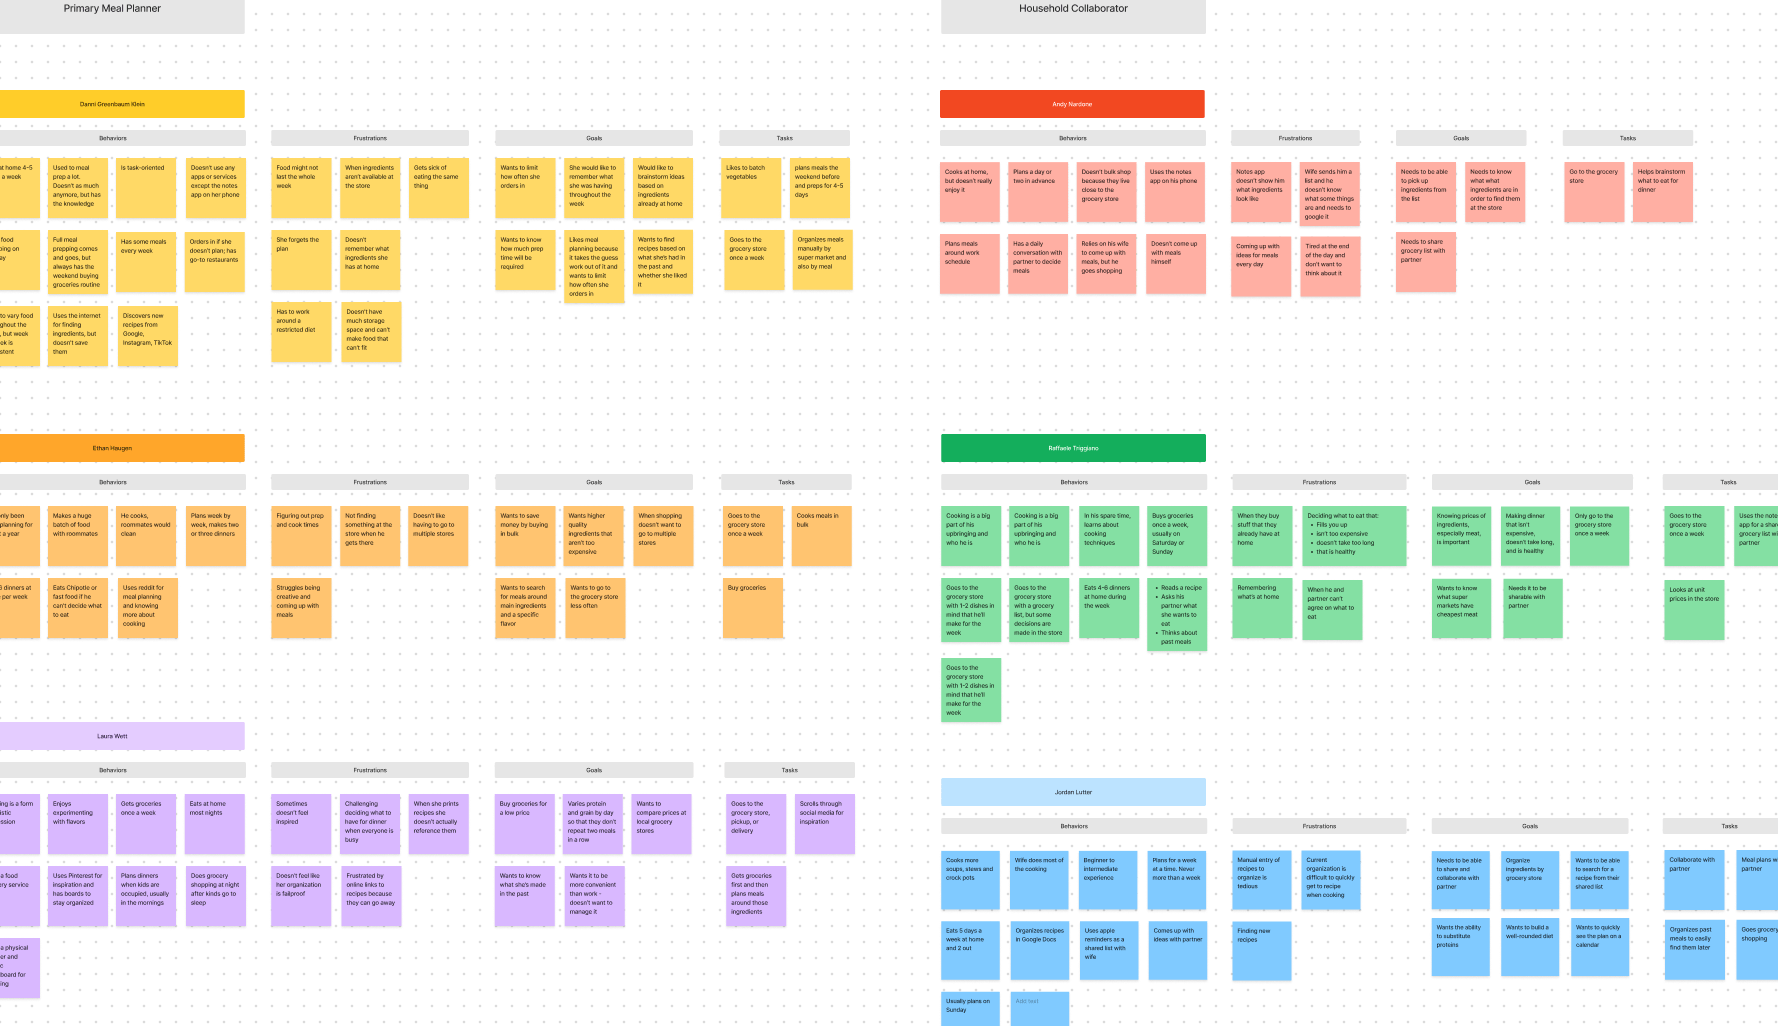 Primary Meal Planner
Danni Greenbaum Klein
Behaviors
at home 4-5
a week
Used to meal
prep a lot.
Doesn't as much
anymore, but has
the knowledge
Is task-oriented
Doesn't use any
apps or services
except the notes
app on her phone
food
ing on
ay
Full meal
prepping comes
and goes, but
always has the
weekend buying
groceries routine
Has some meals
every week
Orders in if she
doesn't plan; has
go-to restaurants
to vary food
ghout the
, but week
ek is
stent
Uses the internet
for finding
ingredients, but
doesn't save
them
Discovers new
recipes from
Google,
Instagram, TikTok
Frustrations
Food might not
last the whole
week
When ingredients
aren't available at
the store
Gets sick of
eating the same
thing
She forgets the
plan
Doesn't
remember what
ingredients she
has at home
Has to work
around a
restricted diet
Doesn't have
much storage
space and can't
make food that
can't fit
Goals
Wants to limit
how often she
orders in
She would like to
remember what
she was having
throughout the
week
Would like to
brainstorm ideas
based on
ingredients
already at home
Wants to know
how much prep
time will be
required
Likes meal
planning because
it takes the guess
work out of it and
wants to limit
how often she
orders in
Wants to find
recipes based on
what she's had in
the past and
whether she liked
it
Tasks
Likes to batch
vegetables
plans meals the
weekend before
and preps for 4-5
days
Goes to the
grocery store
once a week
Organizes meals
manually by
super market and
also by meal
Ethan Haugen
Behaviors
only been
planning for
t a year
Makes a huge
batch of food
with roommates
He cooks,
roommates would
clean
Plans week by
week, makes two
or three dinners
dinners at
per week
Eats Chipotle or
fast food if he
can't decide what
to eat
Uses reddit for
meal planning
and knowing
more about
cooking
Frustrations
Figuring out prep
and cook times
Not finding
something at the
store when he
gets there
Doesn't like
having to go to
multiple stores
Struggles being
creative and
coming up with
meals
Goals
Wants to save
money by buying
in bulk
Wants higher
quality
ingredients that
aren't too
expensive
When shopping
doesn't want to
go to multiple
stores
Wants to search
for meals around
main ingredients
and a specific
flavor
Wants to go to
the grocery store
less often
Tasks
Goes to the
grocery store
once a week
Cooks meals in
bulk
Buy groceries
Laura Wett
Behaviors
ing is a form
istic
ession
Enjoys
experimenting
with flavors
Gets groceries
once a week
Eats at home
most nights
a food
ery service
Uses Pinterest for
inspiration and
has boards to
stay organized
Plans dinners
when kids are
occupied, usually
in the mornings
Does grocery
shopping at night
after kids go to
sleep
a physical
er and
c
board for
ing
Frustrations
Sometimes
doesn't feel
inspired
Challenging
deciding what to
have for dinner
when everyone is
busy
When she prints
recipes she
doesn't actually
reference them
Doesn't feel like
her organization
is failproof
Frustrated by
online links to
recipes because
they can go away
Goals
Buy groceries for
a low price
Varies protein
and grain by day
so that they don't
repeat two meals
in a row
Wants to
compare prices at
local grocery
stores
Wants to know
what she's made
in the past
Wants it to be
more convenient
than work -
doesn't want to
manage it
Tasks
Goes to the
grocery store,
pickup, or
delivery
Scrolls through
social media for
inspiration
Gets groceries
first and then
plans meals
around those
ingredients
Household Collaborator
Andy Nardone
Behaviors
Cooks at home,
but doesn't really
enjoy it
Plans a day or
two in advance
Doesn't bulk shop
because they live
close to the
grocery store
Uses the notes
app on his phone
Plans meals
around work
schedule
Has a daily
conversation with
partner to decide
meals
Relies on his wife
to come up with
meals, but he
goes shopping
Doesn't come up
with meals
himself
Frustrations
Notes app
doesn't show him
what ingredients
look like
Wife sends him a
list and he
doesn't know
what some things
are and needs to
google it
Coming up with
ideas for meals
every day
Tired at the end
of the day and
don't want to
think about it
Goals
Needs to be able
to pick up
ingredients from
the list
Needs to know
what what
ingredients are in
order to find them
at the store
Needs to share
grocery list with
partner
Tasks
Go to the grocery
store
Helps brainstorm
what to eat for
dinner
Raffaele Triggiano
Behaviors
Cooking is a big
part of his
upbringing and
who he is
Cooking is a big
part of his
upbringing and
who he is
In his spare time,
learns about
cooking
techniques
Buys groceries
once a week,
usually on
Saturday or
Sunday
Goes to the
grocery store
with 1-2 dishes in
mind that he'll
make for the
week
Goes to the
grocery store
with a grocery
list, but some
decisions are
made in the store
Eats 4-6 dinners
at home during
the week
• Reads a recipe
• Asks his
partner what
she wants to
eat
• Thinks about
past meals
Goes to the
grocery store
with 1-2 dishes in
mind that he'll
make for the
week
Frustrations
When they buy
stuff that they
already have at
home
Deciding what to eat that:
• Fills you up
• isn't too expensive
• doesn't take too long
• that is healthy
Remembering
what's at home
When he and
partner can't
agree on what to
eat
Goals
Knowing prices of
ingredients,
especially meat,
is important
Making dinner
that isn't
expensive,
doesn't take long,
and is healthy
Only go to the
grocery store
once a week
Wants to know
what super
markets have
cheapest meat
Needs it to be
sharable with
partner
Tasks
Goes to the
grocery store
once a week
Uses the note
app for a shar
grocery list wi
partner
Looks at unit
prices in the store
Jordan Lutter
Behaviors
Cooks more
soups, stews and
crock pots
Wife does most of
the cooking
Beginner to
intermediate
experience
Plans for a week
at a time. Never
more than a week
Eats 5 days a
week at home
and 2 out
Organizes recipes
in Google Docs
Uses apple
reminders as a
shared list with
wife
Comes up with
ideas with partner
Usually plans on
Sunday
Add text
Frustrations
Manual entry of
recipes to
organize is
tedious
Current
organization is
difficult to quickly
get to recipe
when cooking
Finding new
recipes
Goals
Needs to be able
to share and
collaborate with
partner
Organize
ingredients by
grocery store
Wants to be able
to search for a
recipe from their
shared list
Wants the ability
to substitute
proteins
Wants to build a
well-rounded diet
Wants to quickly
see the plan on a
calendar
Tasks
Collaborate with
partner
Meal plans w
partner
Organizes past
meals to easily
find them later
Goes grocery
shopping